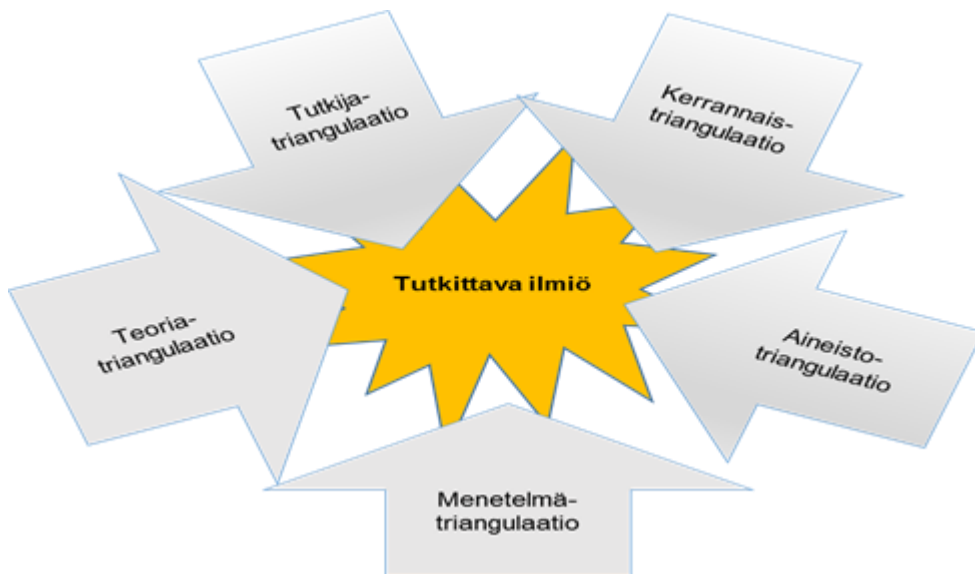 Tutkija-
triangulaatio
Kerrannais-
triangulaatio
Tutkittava ilmiö
Teoria-
triangulaatio
Aineisto-
triangulaatio
Menetelmä-
triangulaatio